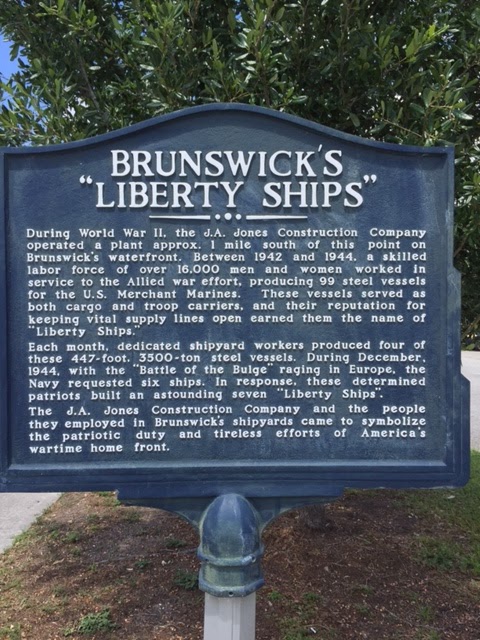 BRUNSWICK'S
"LIBERTY SHIPS"
During World War II, the J.A. Jones Construction Company
operated a plant approx. 1 mile south of this point on
Brunswick's waterfront. Between 1942 and 1944, a skilled
labor force of over 16,000 men and women worked in
service to the Allied war effort, producing 99 steel vessels
for the U.S. Merchant Marines. These vessels served as
both cargo and troop carriers, and their reputation for
keeping vital supply lines open earned them the name of
"Liberty Ships."
Each month, dedicated shipyard workers produced four of
these 447-foot, 3500-ton steel vessels. During December,
1944, with the "Battle of the Bulge" raging in Europe, the
Navy requested six ships. In response, these determined
patriots built an astounding seven "Liberty Ships".
The J.A. Jones Construction Company and the people
they employed in Brunswick's shipyards came to symbolize
the patriotic duty and tireless efforts of America's
wartime home front.